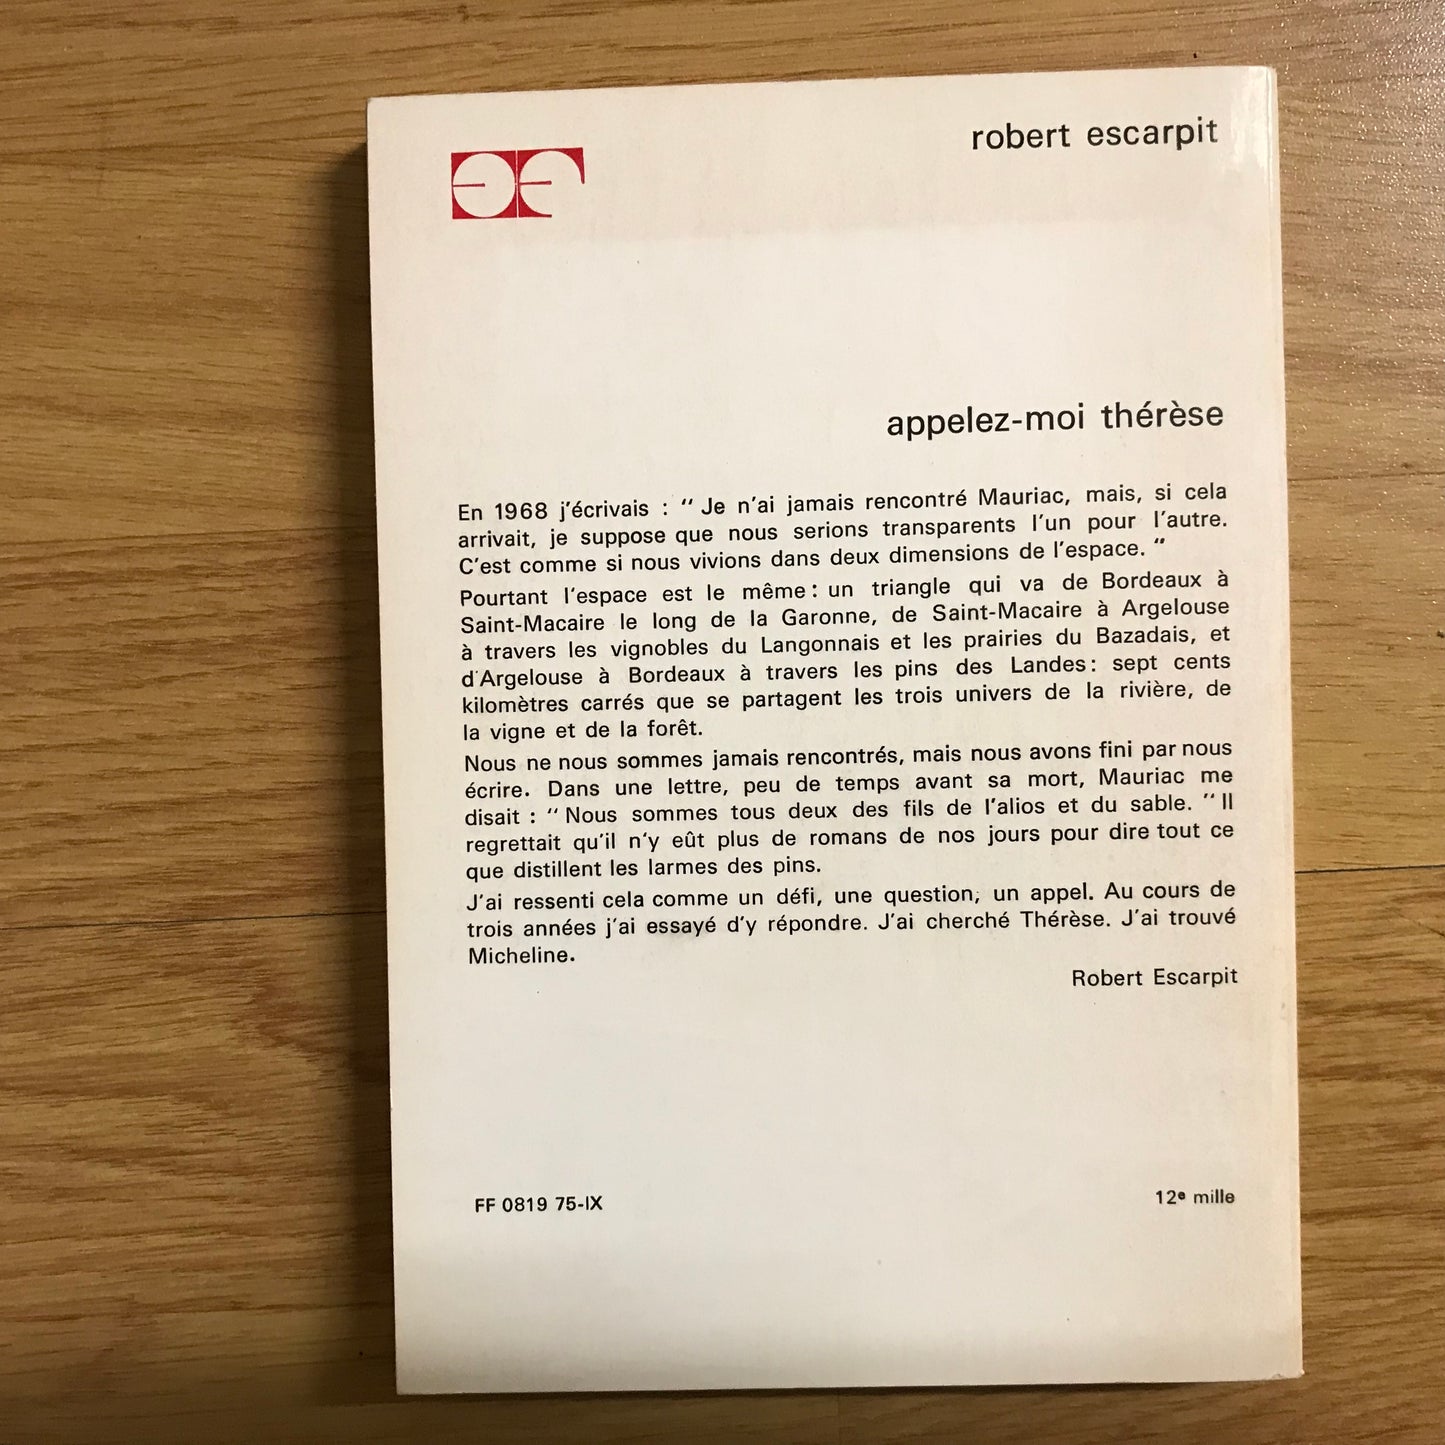 robert escarpit
appelez-moi thérèse
En 1968 j'écrivais : " Je n'ai jamais rencontré Mauriac, mais, si cela
arrivait, je suppose que nous serions transparents l'un pour l'autre.
C'est comme si nous vivions dans deux dimensions de l'espace. "
Pourtant l'espace est le même : un triangle qui va de Bordeaux à
Saint-Macaire le long de la Garonne, de Saint-Macaire à Argelouse
à travers les vignobles du Langonnais et les prairies du Bazadais, et
d'Argelouse à Bordeaux à travers les pins des Landes : sept cents
kilomètres carrés que se partagent les trois univers de la rivière, de
la vigne et de la forêt.
Nous ne nous sommes jamais rencontrés, mais nous avons fini par nous
écrire. Dans une lettre, peu de temps avant sa mort, Mauriac me
disait : " Nous sommes tous deux des fils de l'alios et du sable. " Il
regrettait qu'il n'y eût plus de romans de nos jours pour dire tout ce
que distillent les larmes des pins.
J'ai ressenti cela comme un défi, une question, un appel. Au cours de
trois années j'ai essayé d'y répondre. J'ai cherché Thérèse. J'ai trouvé
Micheline.
Robert Escarpit
FF 0819 75-IX
12e mille